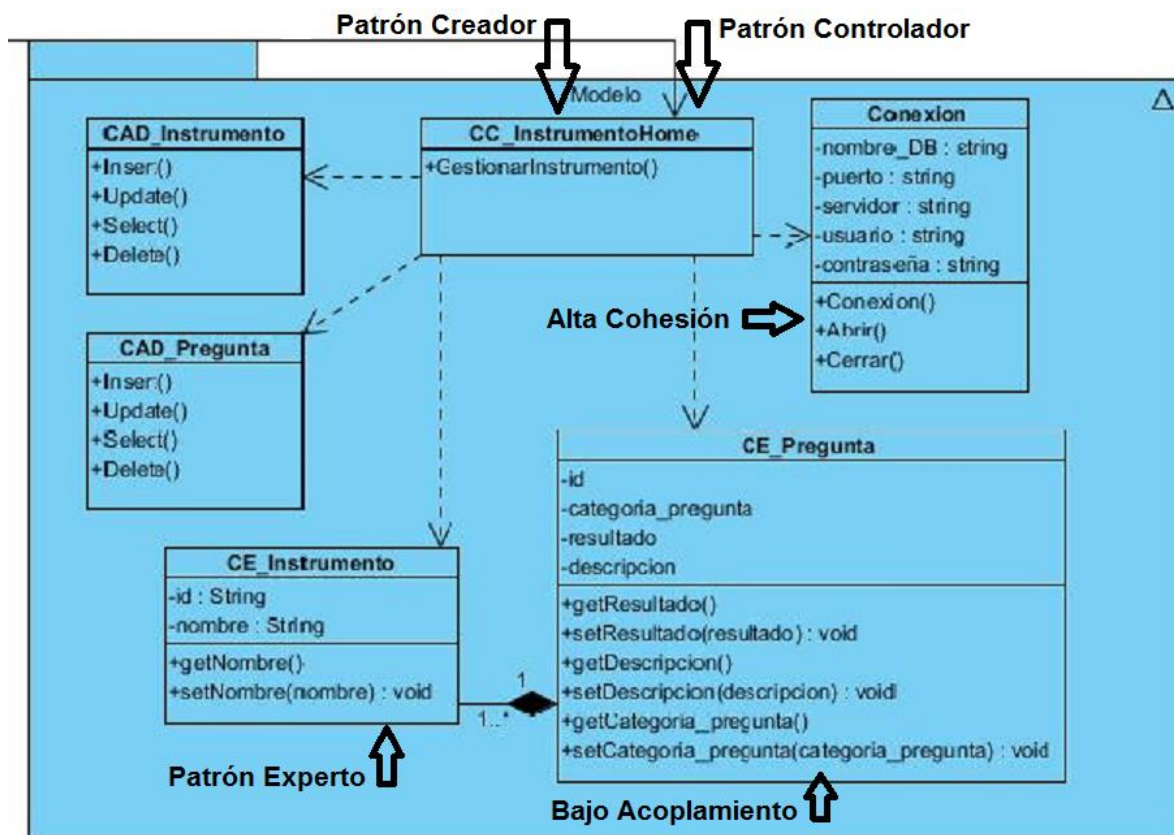 Patrón Creador
Patrón Controlador
Modelo
CAD_Instrumento
+Insert()
+Update()
+Select()
+Delete()
CC_InstrumentoHome
+GestionarInstrumento()
Conexion
-nombre_DB : string
-puerto : string
-servidor : string
-usuario : string
-contraseña : string
+Conexion()
+Abrir()
+Cerrar()
Alta Cohesión
CAD_Pregunta
+Insert()
+Update()
+Select()
+Delete()
CE_Pregunta
-id
-categoria_pregunta
-resultado
-descripcion
+getResultado()
+setResultado(resultado) : void
+getDescripcion()
+setDescripcion(descripcion) : void
+getCategoria_pregunta()
+setCategoria_pregunta(categoria_pregunta) : void
CE_Instrumento
-id : String
-nombre : String
+getNombre()
+setNombre(nombre) : void
1
1..*
Patrón Experto
Bajo Acoplamiento